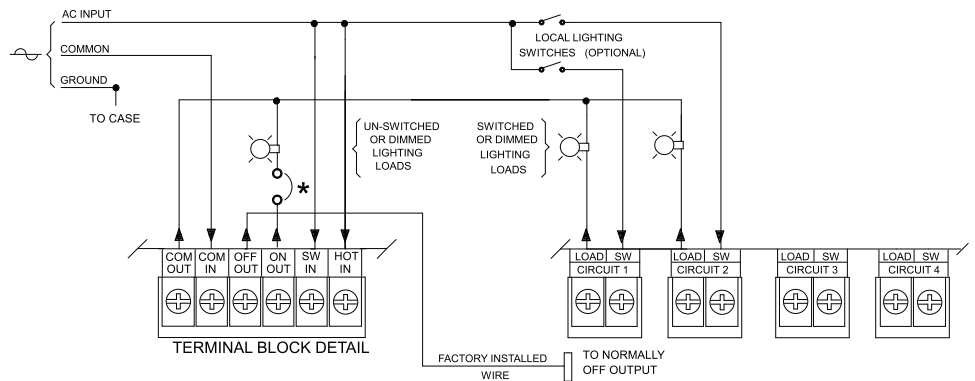 AC INPUT
COMMON
GROUND
TO CASE
LOCAL LIGHTING
SWITCHES (OPTIONAL)
UN-SWITCHED
OR DIMMED
LIGHTING
LOADS
SWITCHED
OR DIMMED
LIGHTING
LOADS
*
COM OUT
COM IN
OFF OUT
ON OUT
SW IN
HOT IN
LOAD SW
CIRCUIT 1
LOAD SW
CIRCUIT 2
LOAD SW
CIRCUIT 3
LOAD SW
CIRCUIT 4
TERMINAL BLOCK DETAIL
FACTORY INSTALLED
WIRE
TO NORMALLY
OFF OUTPUT